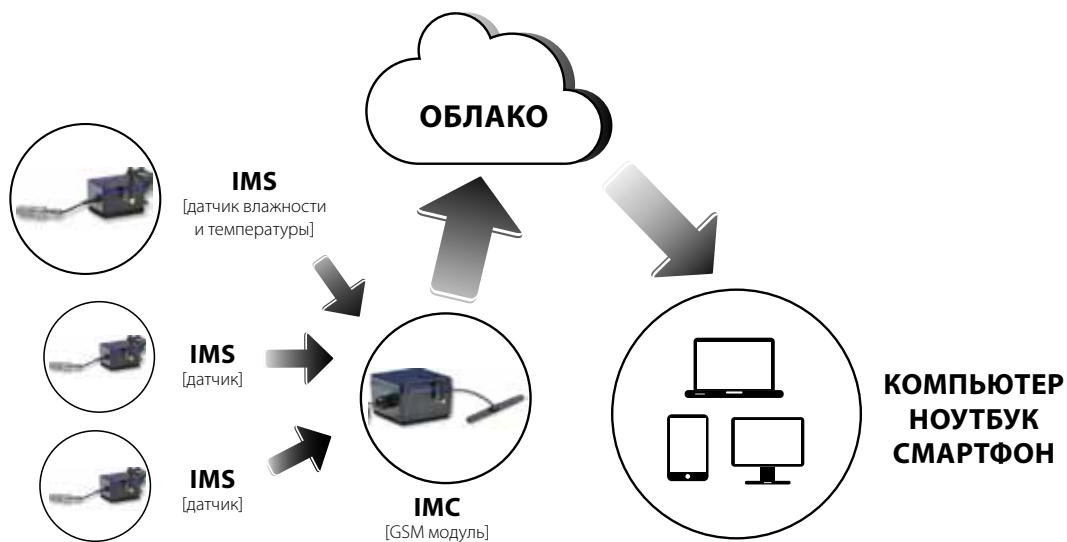 ОБЛАКО
IMS
[датчик влажности
и температуры]
IMS
[датчик]
IMS
[датчик]
IMC
[GSM модуль]
КОМПЬЮТЕР
НОУТБУК
СМАРТФОН